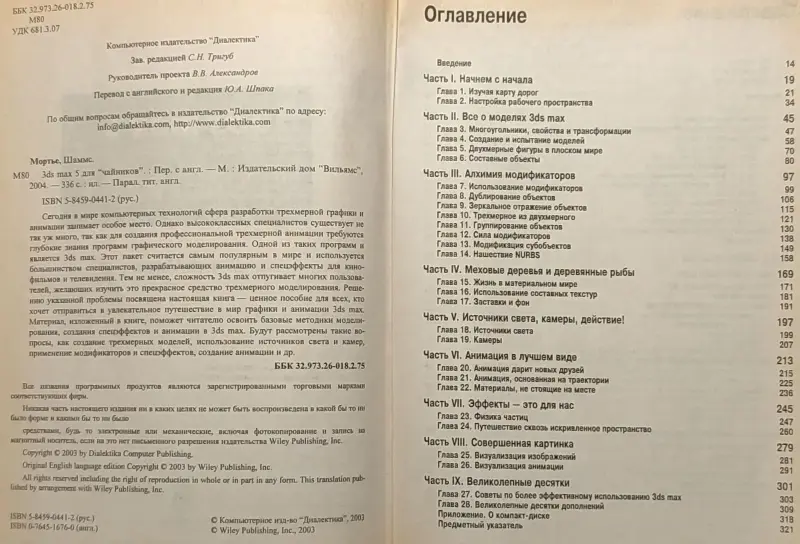 ББК 32.973.26-018.2.75
М80
УДК 681.3.07
Компьютерное издательство "Диалектика"
Зав. редакцией С.Н. Тригуб
Руководитель проекта В.В. Александров
Перевод с английского и редакция Ю.А. Шпака
По общим вопросам обращайтесь в издательство "Диалектика" по адресу:
info@dialektika.com, http://www.dialektika.com
Мортье, Шаммс.
М80 3ds max 5 для "чайников". : Пер. с англ. — М. : Издательский дом "Вильямс",
2004. — 336 с. : ил. — Парал. тит. англ.
ISBN 5-8459-0441-2 (рус.)
Сегодня в мире компьютерных технологий сфера разработки трехмерной графики и
анимации занимает особое место. Однако высококлассных специалистов существует не
так уж много, так как для создания профессиональной трехмерной анимации требуются
глубокие знания программ графического моделирования. Одной из таких программ и
является 3ds max. Этот пакет считается самым популярным в мире и используется
большинством специалистов, разрабатывающих анимацию и спецэффекты для кино-
фильмов и телевидения. Тем не менее, сложность 3ds max отпугивает многих пользова-
телей, желающих изучить это прекрасное средство трехмерного моделирования. Реше-
нию указанной проблемы посвящена настоящая книга — ценное пособие для всех, кто
хочет отправиться в увлекательное путешествие в мир графики и анимации 3ds max.
Материал, изложенный в книге, поможет читателю освоить базовые методики модели-
рования, создания спецэффектов и анимации в 3ds max. Будут рассмотрены такие во-
просы, как создание трехмерных моделей, использование источников света и камер,
применение модификаторов и спецэффектов, создание анимации и др.
ББК 32.973.26-018.2.75
Все названия программных продуктов являются зарегистрированными торговыми марками
соответствующих фирм.
Никакая часть настоящего издания ни в каких целях не может быть воспроизведена в какой бы то ни
было форме и какими бы то ни было
средствами, будь то электронные или механические, включая фотокопирование и запись на
магнитный носитель, если на это нет письменного разрешения издательства Wiley Publishing, Inc.
Copyright © 2003 by Dialektika Computer Publishing.
Original English language edition Copyright © 2003 by Wiley Publishing, Inc.
All rights reserved including the right of reproduction in whole or in part in any form. This translation pub-
lished by arrangement with Wiley Publishing, Inc.
ISBN 5-8459-0441-2 (рус.)
ISBN 0-7645-1676-0 (англ.)
© Компьютерное изд-во "Диалектика", 2003
© Wiley Publishing, Inc., 2003
Оглавление
Введение 14
Часть I. Начнем с начала 19
Глава 1. Изучая карту дорог 21
Глава 2. Настройка рабочего пространства 34
Часть II. Все о моделях 3ds max 45
Глава 3. Многоугольники, свойства и трансформации 47
Глава 4. Создание и испытание моделей 58
Глава 5. Двухмерные фигуры в плоском мире 70
Глава 6. Составные объекты 80
Часть III. Алхимия модификаторов 97
Глава 7. Использование модификаторов 99
Глава 8. Дублирование объектов 106
Глава 9. Зеркальное отражение объектов 115
Глава 10. Трехмерное из двухмерного 121
Глава 11. Группирование объектов 130
Глава 12. Сила модификаторов 138
Глава 13. Модификация субобъектов 149
Глава 14. Нашествие NURBS 158
Часть IV. Меховые деревья и деревянные рыбы 169
Глава 15. Жизнь в материальном мире 171
Глава 16. Использование составных текстур 181
Глава 17. Заставки и фон 191
Часть V. Источники света, камеры, действие! 197
Глава 18. Источники света 199
Глава 19. Камеры 207
Часть VI. Анимация в лучшем виде 213
Глава 20. Анимация дарит новых друзей 215
Глава 21. Анимация, основанная на траектории 225
Глава 22. Материалы, не стоящие на месте 236
Часть VII. Эффекты — это для нас 245
Глава 23. Физика частиц 247
Глава 24. Путешествие сквозь искривленное пространство 260
Часть VIII. Совершенная картинка 279
Глава 25. Визуализация изображений 281
Глава 26. Визуализация анимации 291
Часть IX. Великолепные десятки 301
Глава 27. Советы по более эффективному использованию 3ds max 303
Глава 28. Великолепные десятки дополнений 309
Приложение. О компакт-диске 318
Предметный указатель 321